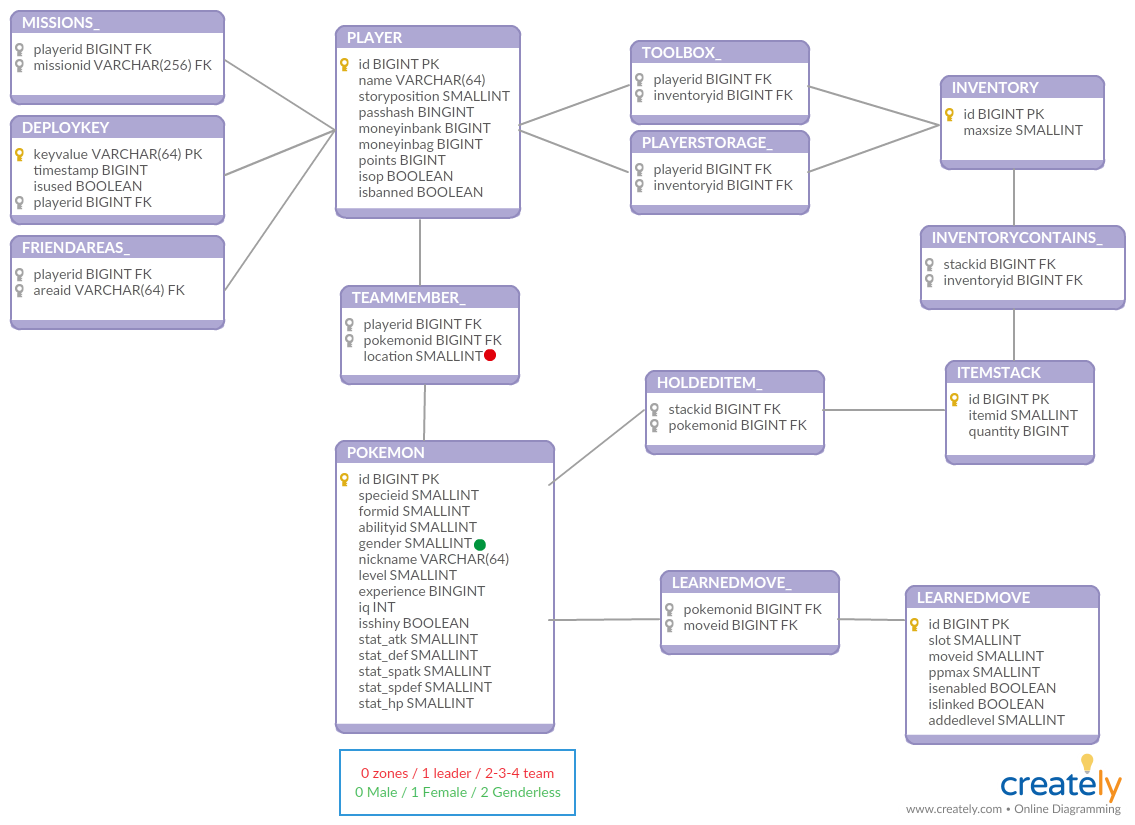 MISSIONS_
playerid BIGINT FK
missionid VARCHAR(256) FK
DEPLOYKEY
keyvalue VARCHAR(64) PK
timestamp BIGINT
isused BOOLEAN
playerid BIGINT FK
FRIENDAREAS_
playerid BIGINT FK
areaid VARCHAR(64) FK
PLAYER
id BIGINT PK
name VARCHAR(64)
storyposition SMALLINT
passhash BINGINT
moneyinbank BIGINT
moneyinbag BIGINT
points BIGINT
isop BOOLEAN
isbanned BOOLEAN
TOOLBOX_
playerid BIGINT FK
inventoryid BIGINT FK
PLAYERSTORAGE_
playerid BIGINT FK
inventoryid BIGINT FK
INVENTORY
id BIGINT PK
maxsize SMALLINT
INVENTORYCONTAINS_
stackid BIGINT FK
inventoryid BIGINT FK
TEAMMEMBER_
playerid BIGINT FK
pokemonid BIGINT FK
location SMALLINT
HOLDEDITEM_
stackid BIGINT FK
pokemonid BIGINT FK
ITEMSTACK
id BIGINT PK
itemid SMALLINT
quantity BIGINT
POKEMON
id BIGINT PK
specieid SMALLINT
formid SMALLINT
abilityid SMALLINT
gender SMALLINT
nickname VARCHAR(64)
level SMALLINT
experience BINGINT
iq INT
isshiny BOOLEAN
stat_atk SMALLINT
stat_def SMALLINT
stat_spatk SMALLINT
stat_spdef SMALLINT
stat_hp SMALLINT
LEARNEDMOVE_
pokemonid BIGINT FK
moveid BIGINT FK
LEARNEDMOVE
id BIGINT PK
slot SMALLINT
moveid SMALLINT
ppmax SMALLINT
isenabled BOOLEAN
islinked BOOLEAN
addedlevel SMALLINT
0 zones / 1 leader / 2-3-4 team
0 Male / 1 Female / 2 Genderless
creately
www.creately.com • Online Diagramming